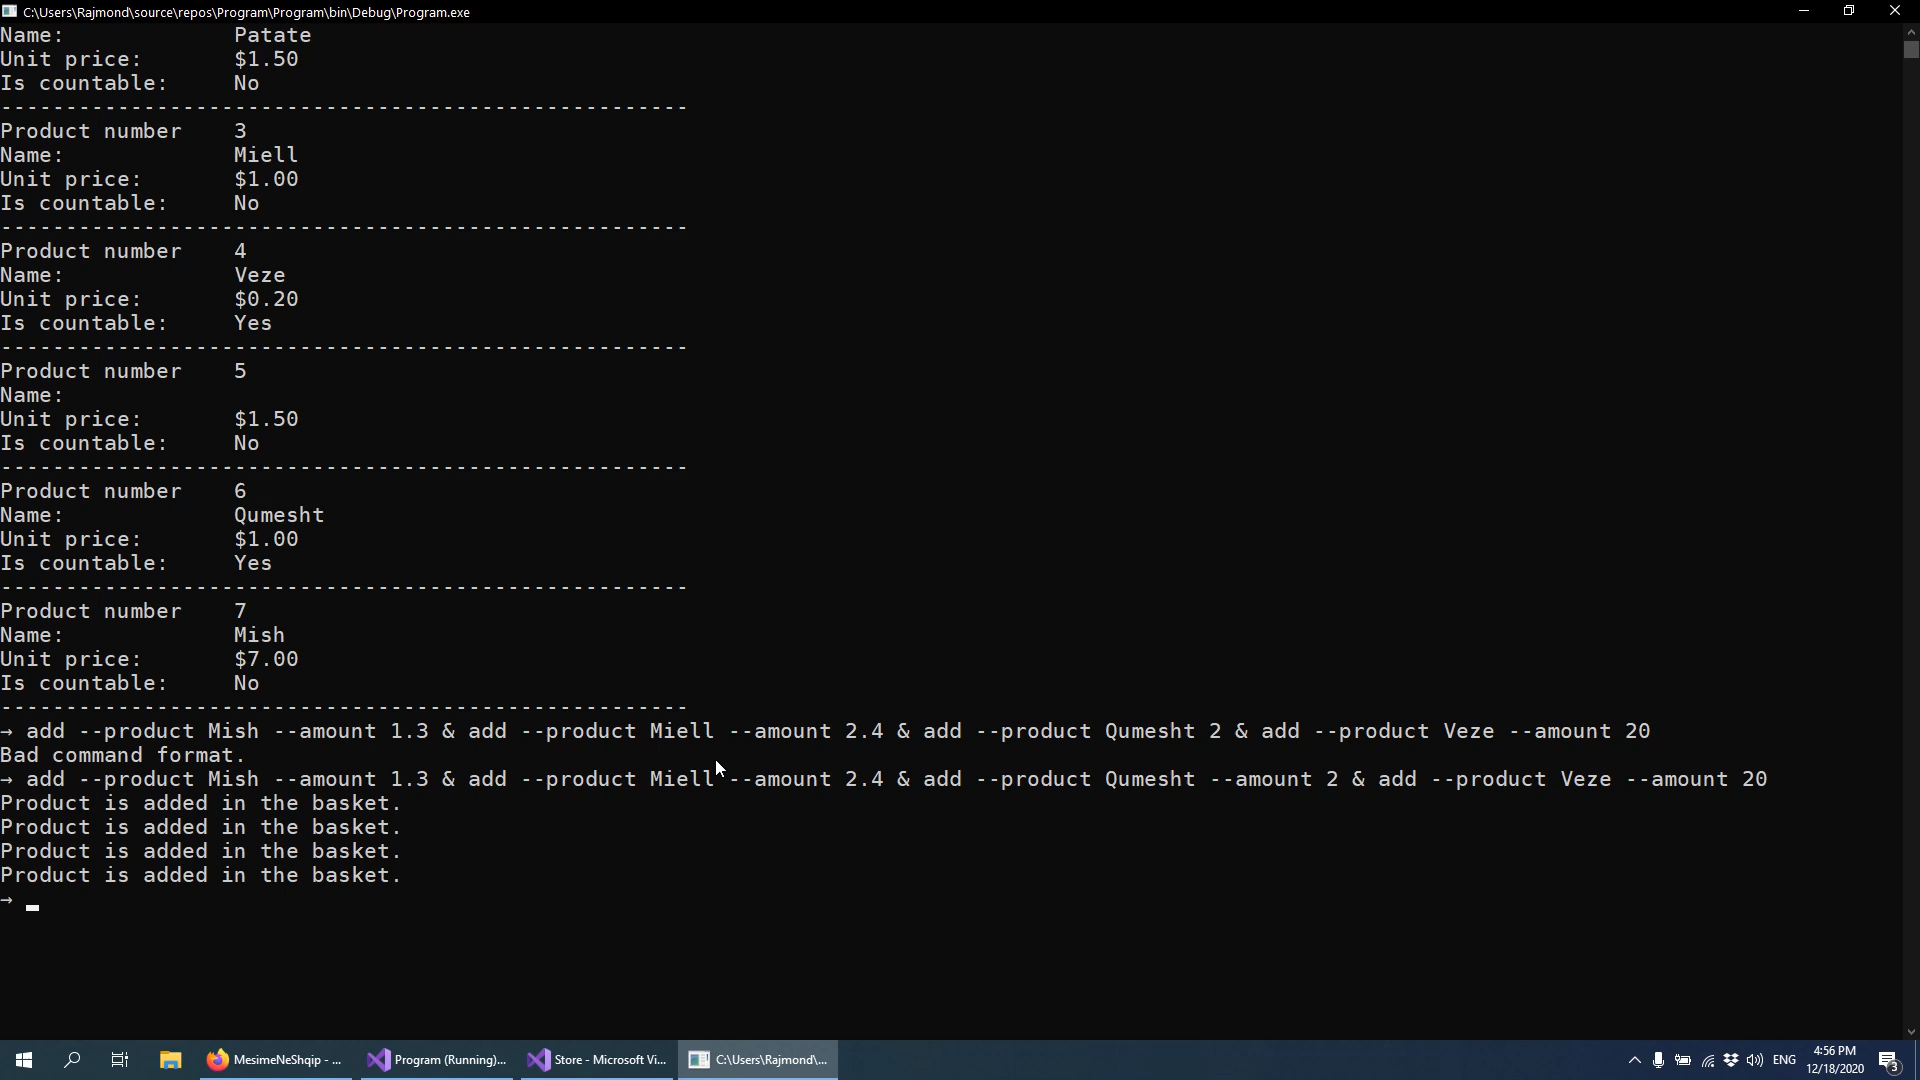 C:\Users\Rajmond\source\repos\Program\Program\bin\Debug\Program.exe
Name: Patate
Unit price: $1.50
Is countable: No
-----------------------------------------------------
Product number 3
Name: Miell
Unit price: $1.00
Is countable: No
-----------------------------------------------------
Product number 4
Name: Veze
Unit price: $0.20
Is countable: Yes
-----------------------------------------------------
Product number 5
Name:
Unit price: $1.50
Is countable: No
-----------------------------------------------------
Product number 6
Name: Qumesht
Unit price: $1.00
Is countable: Yes
-----------------------------------------------------
Product number 7
Name: Mish
Unit price: $7.00
Is countable: No
-----------------------------------------------------
→ add --product Mish --amount 1.3 & add --product Miell --amount 2.4 & add --product Qumesht 2 & add --product Veze --amount 20
Bad command format.
→ add --product Mish --amount 1.3 & add --product Miell --amount 2.4 & add --product Qumesht --amount 2 & add --product Veze --amount 20
Product is added in the basket.
Product is added in the basket.
Product is added in the basket.
Product is added in the basket.
→
MesimeNeShqip - ...
Program (Running)...
Store - Microsoft Vi...
C:\Users\Rajmond\...
ENG
4:56 PM
12/18/2020
3